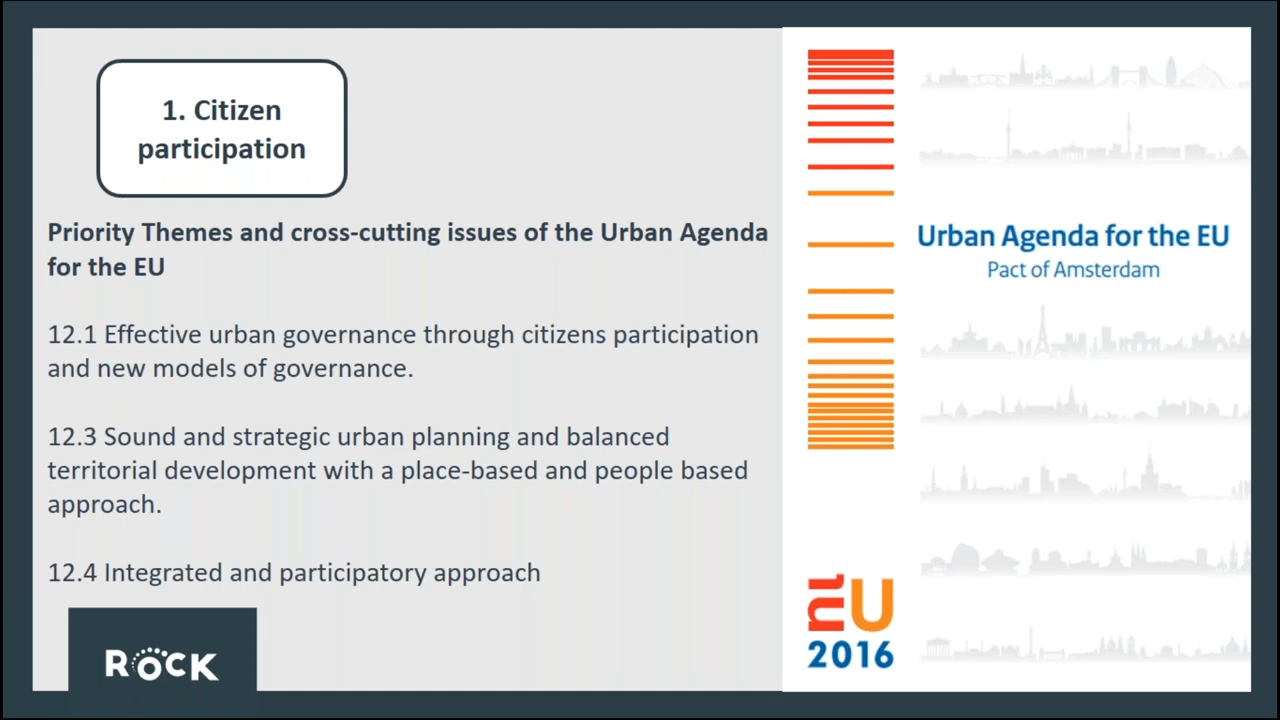 1. Citizen
participation
Priority Themes and cross-cutting issues of the Urban Agenda
for the EU
12.1 Effective urban governance through citizens participation
and new models of governance.
12.3 Sound and strategic urban planning and balanced
territorial development with a place-based and people based
approach.
12.4 Integrated and participatory approach
ROCK
Urban Agenda for the EU
Pact of Amsterdam
nl EU
2016